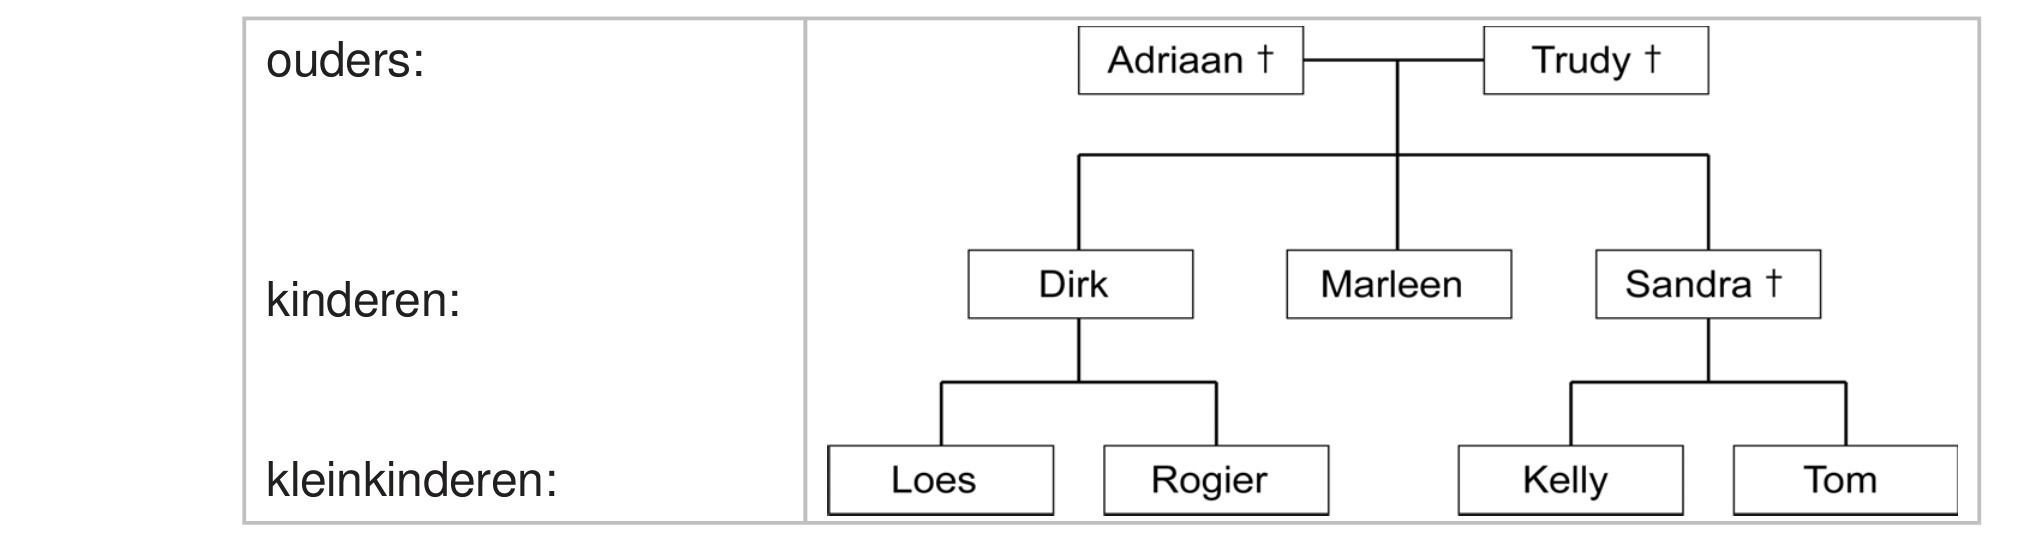 ouders:
Adriaan † Trudy †
kinderen:
Dirk Marleen Sandra †
kleinkinderen:
Loes Rogier Kelly Tom